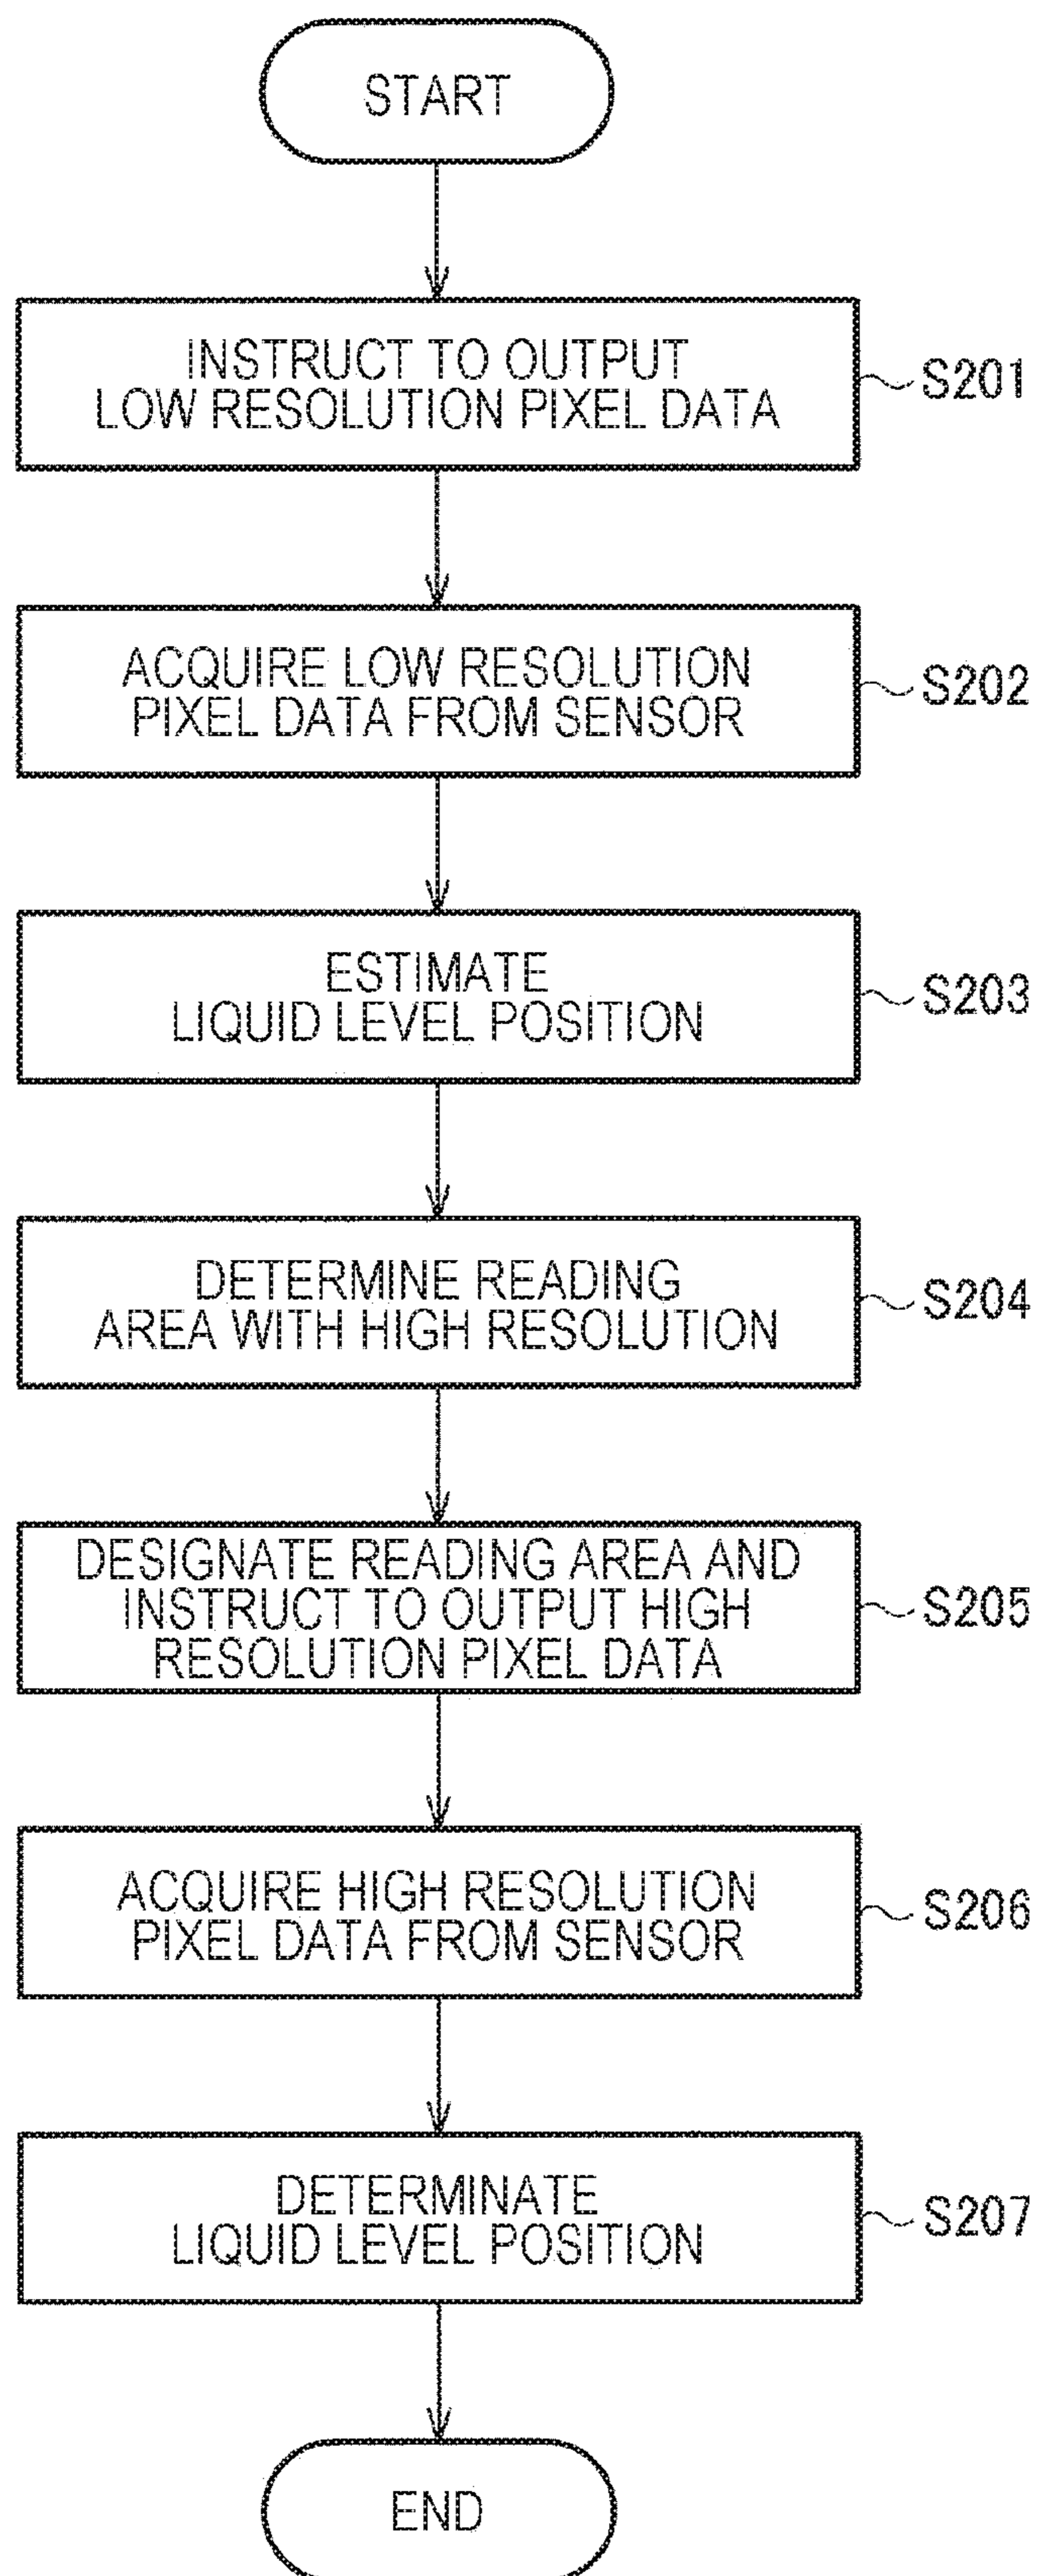 START
INSTRUCT TO OUTPUT
LOW RESOLUTION PIXEL DATA
S201
ACQUIRE LOW RESOLUTION
PIXEL DATA FROM SENSOR
S202
ESTIMATE
LIQUID LEVEL POSITION
S203
DETERMINE READING
AREA WITH HIGH RESOLUTION
S204
DESIGNATE READING AREA AND
INSTRUCT TO OUTPUT HIGH
RESOLUTION PIXEL DATA
S205
ACQUIRE HIGH RESOLUTION
PIXEL DATA FROM SENSOR
S206
DETERMINATE
LIQUID LEVEL POSITION
S207
END